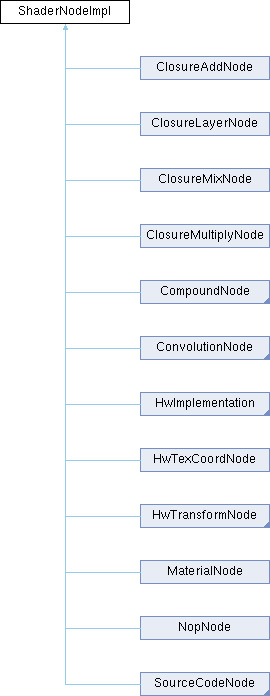 ShaderNodeImpl
ClosureAddNode
ClosureLayerNode
ClosureMixNode
ClosureMultiplyNode
CompoundNode
ConvolutionNode
HwImplementation
HwTexCoordNode
HwTransformNode
MaterialNode
NopNode
SourceCodeNode